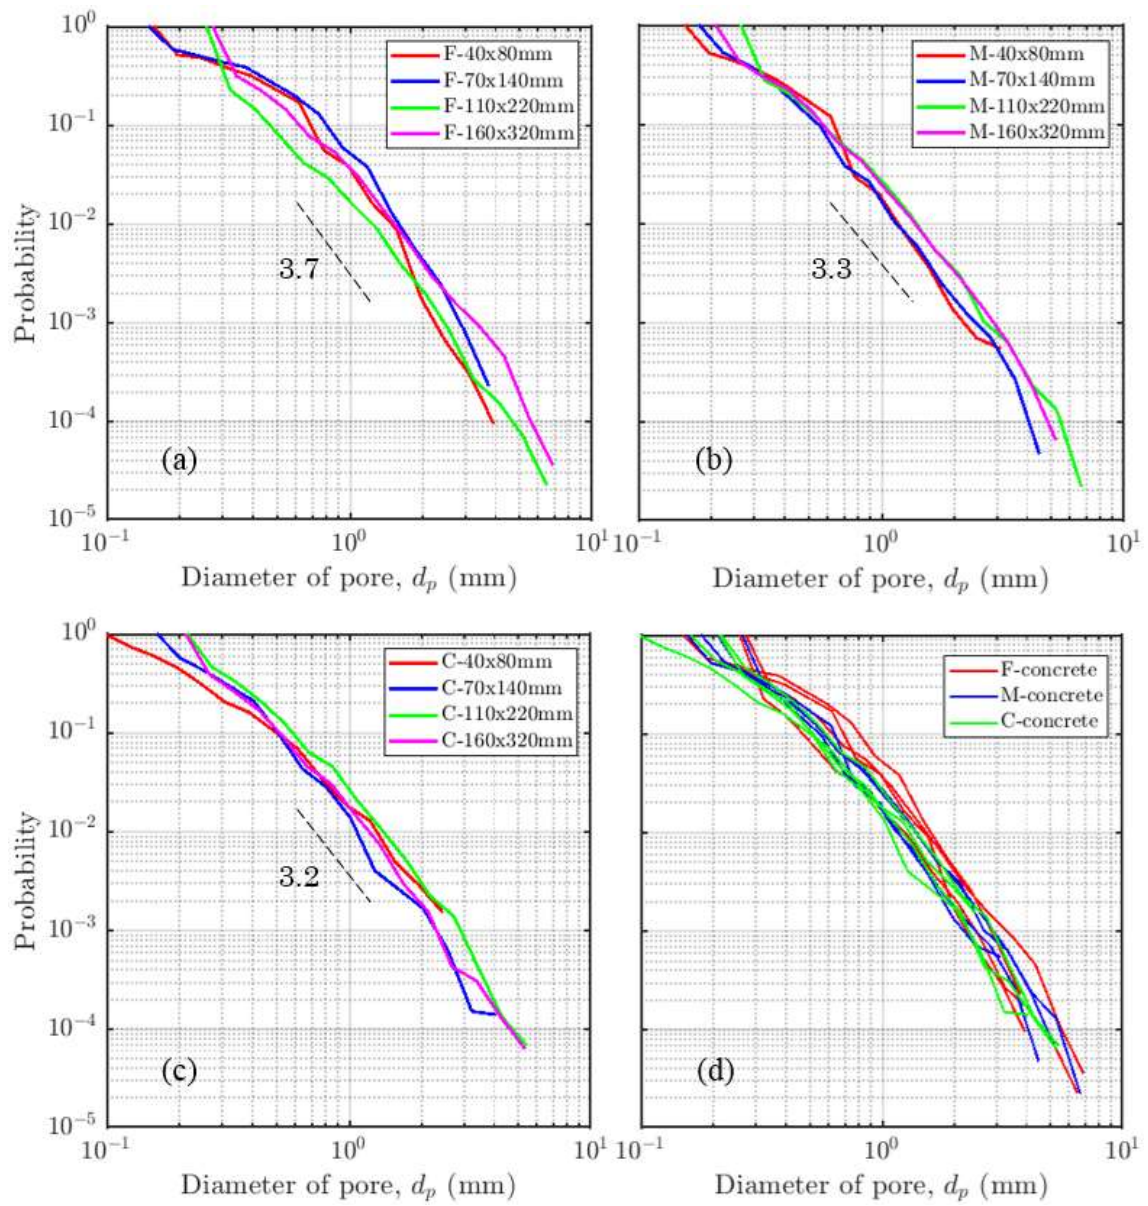 10^0
10^-1
10^-2
10^-3
10^-4
10^-5
Probability
F-40x80mm
F-70x140mm
F-110x220mm
F-160x320mm
3.7
(a)
10^-1
10^0
10^1
Diameter of pore, d_p (mm)
M-40x80mm
M-70x140mm
M-110x220mm
M-160x320mm
3.3
(b)
10^-1
10^0
10^1
Diameter of pore, d_p (mm)
10^0
10^-1
10^-2
10^-3
10^-4
10^-5
Probability
C-40x80mm
C-70x140mm
C-110x220mm
C-160x320mm
3.2
(c)
10^-1
10^0
10^1
Diameter of pore, d_p (mm)
F-concrete
M-concrete
C-concrete
(d)
10^-1
10^0
10^1
Diameter of pore, d_p (mm)